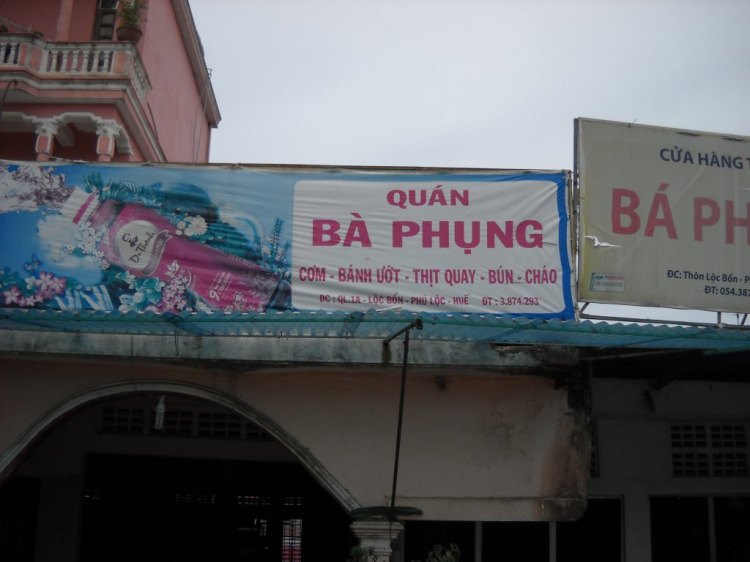 QUÁN
BÀ PHỤNG
CƠM - BÁNH ƯỚT - THỊT QUAY - BÚN - CHÁO
ĐC : QL.1A - LỘC BỔN - PHÚ LỘC - HUẾ ĐT : 3.874.293
CỬA HÀNG
BÁ PH
ĐC: Thôn Lộc Bổn - P
ĐT: 054.38